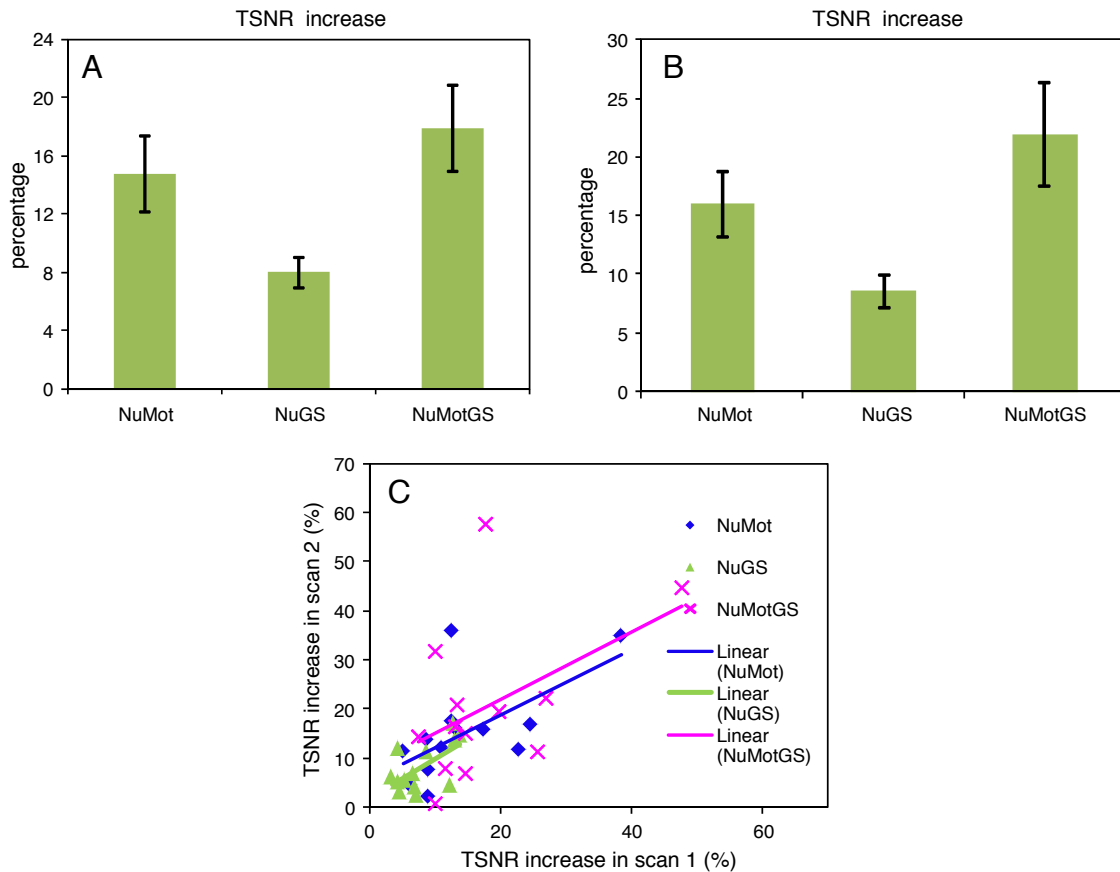 TSNR increase
A
24
20
16
12
8
4
0
percentage
NuMot NuGS NuMotGS
TSNR increase
B
30
25
20
15
10
5
0
percentage
NuMot NuGS NuMotGS
C
70
60
50
40
30
20
10
0
TSNR increase in scan 2 (%)
0 20 40 60
TSNR increase in scan 1 (%)
NuMot
NuGS
NuMotGS
Linear
(NuMot)
Linear
(NuGS)
Linear
(NuMotGS)